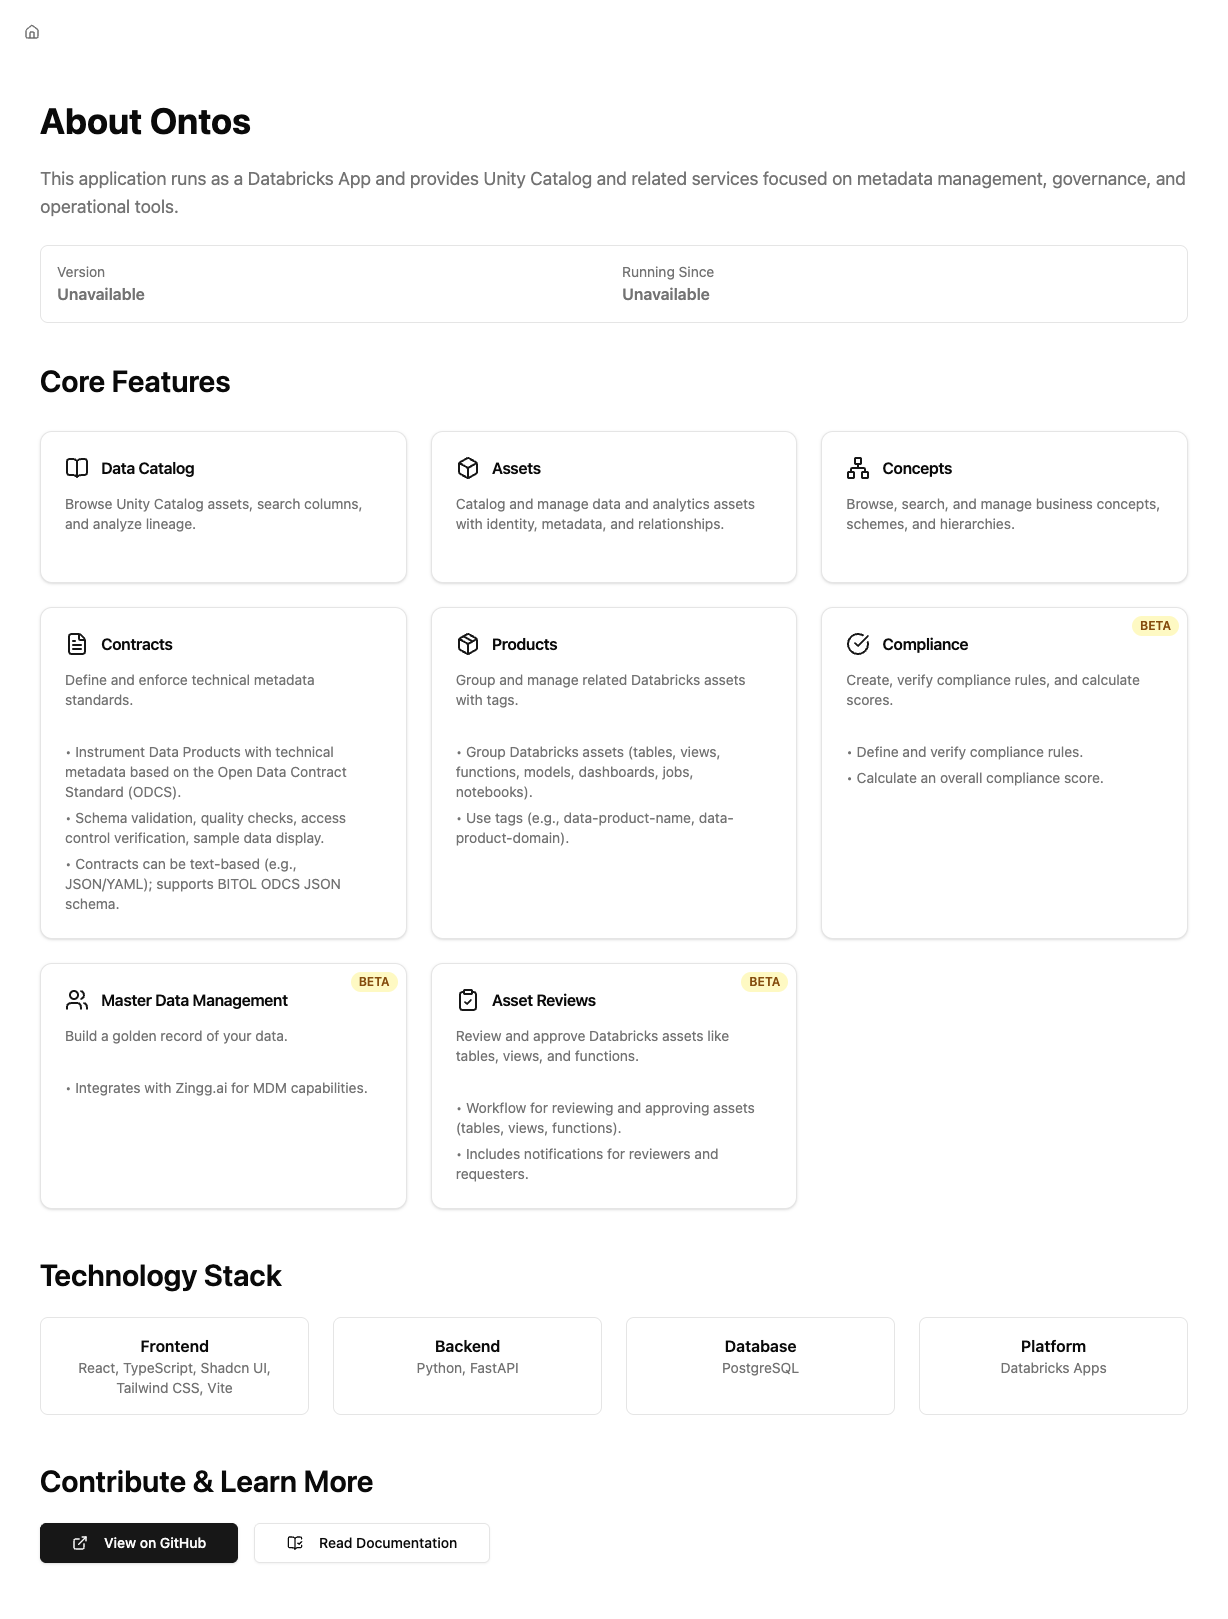 About Ontos
This application runs as a Databricks App and provides Unity Catalog and related services focused on metadata management, governance, and
operational tools.
Version
Unavailable
Running Since
Unavailable
Core Features
Data Catalog
Browse Unity Catalog assets, search columns,
and analyze lineage.
Assets
Catalog and manage data and analytics assets
with identity, metadata, and relationships.
Concepts
Browse, search, and manage business concepts,
schemes, and hierarchies.
Contracts
Define and enforce technical metadata
standards.
• Instrument Data Products with technical
metadata based on the Open Data Contract
Standard (ODCS).
• Schema validation, quality checks, access
control verification, sample data display.
• Contracts can be text-based (e.g.,
JSON/YAML); supports BITOL ODCS JSON
schema.
Products
Group and manage related Databricks assets
with tags.
• Group Databricks assets (tables, views,
functions, models, dashboards, jobs,
notebooks).
• Use tags (e.g., data-product-name, data-
product-domain).
BETA
Compliance
Create, verify compliance rules, and calculate
scores.
• Define and verify compliance rules.
• Calculate an overall compliance score.
BETA
Master Data Management
Build a golden record of your data.
• Integrates with Zingg.ai for MDM capabilities.
BETA
Asset Reviews
Review and approve Databricks assets like
tables, views, and functions.
• Workflow for reviewing and approving assets
(tables, views, functions).
• Includes notifications for reviewers and
requesters.
Technology Stack
Frontend
React, TypeScript, Shadcn UI,
Tailwind CSS, Vite
Backend
Python, FastAPI
Database
PostgreSQL
Platform
Databricks Apps
Contribute & Learn More
View on GitHub
Read Documentation